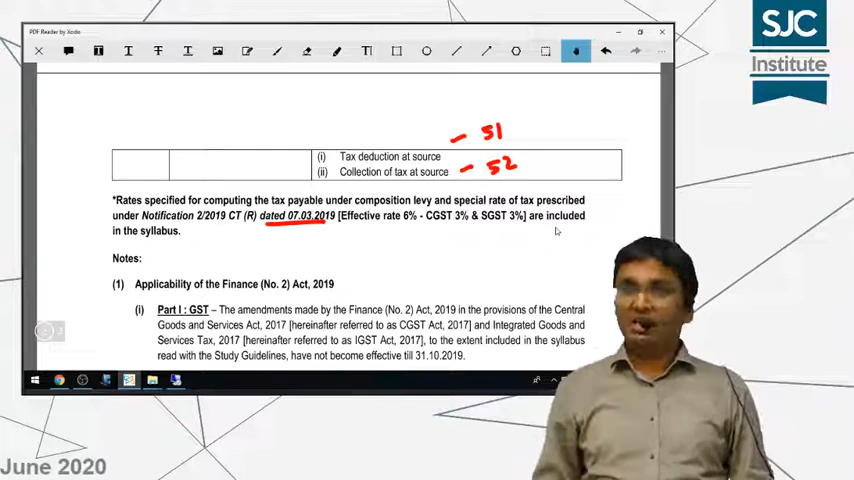 PDF Reader by Xodo
SJC
Institute
(i) Tax deduction at source – 51
(ii) Collection of tax at source – 52
*Rates specified for computing the tax payable under composition levy and special rate of tax prescribed
under Notification 2/2019 CT (R) dated 07.03.2019 [Effective rate 6% - CGST 3% & SGST 3%] are included
in the syllabus.
Notes:
(1) Applicability of the Finance (No. 2) Act, 2019
(i) Part I : GST – The amendments made by the Finance (No. 2) Act, 2019 in the provisions of the Central
Goods and Services Act, 2017 [hereinafter referred to as CGST Act, 2017] and Integrated Goods and
Services Tax, 2017 [hereinafter referred to as IGST Act, 2017], to the extent included in the syllabus
read with the Study Guidelines, have not become effective till 31.10.2019.
June 2020